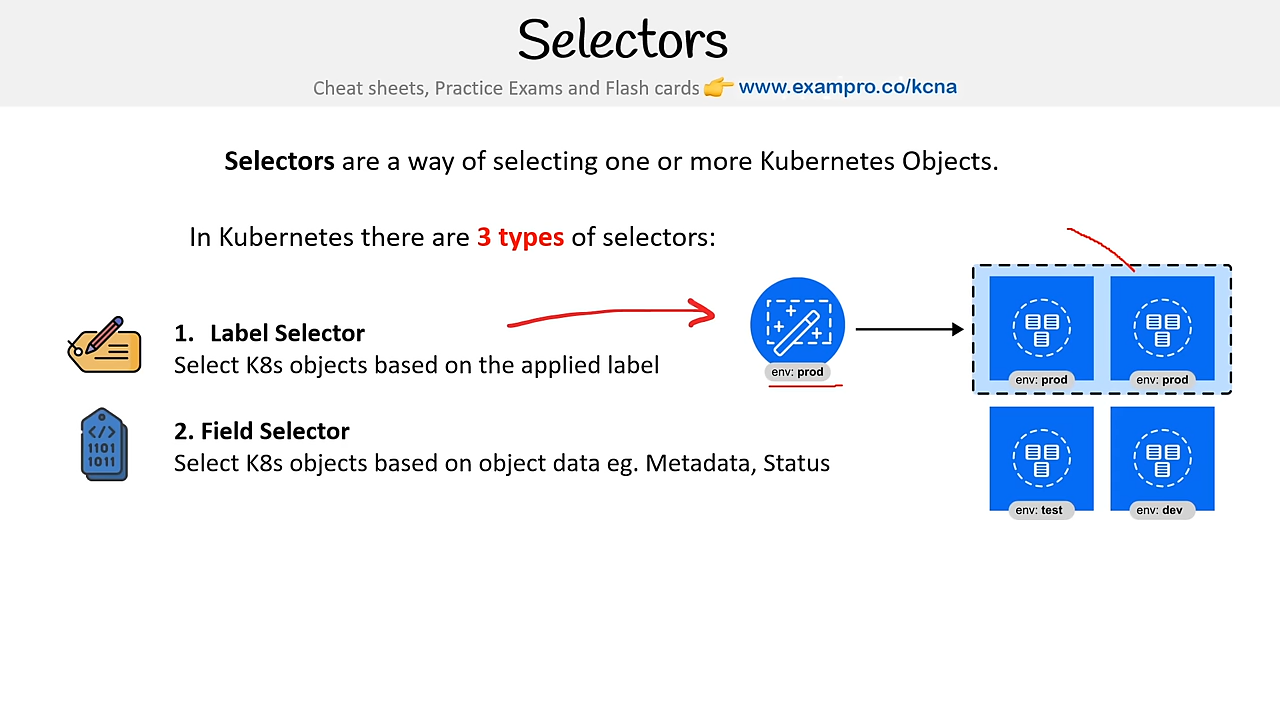 Selectors
Cheat sheets, Practice Exams and Flash cards 👉 www.exampro.co/kcna
Selectors are a way of selecting one or more Kubernetes Objects.
In Kubernetes there are 3 types of selectors:
1. Label Selector
Select K8s objects based on the applied label
2. Field Selector
</>
1101
1011
Select K8s objects based on object data eg. Metadata, Status
env: prod
env: prod
env: prod
env: test
env: dev